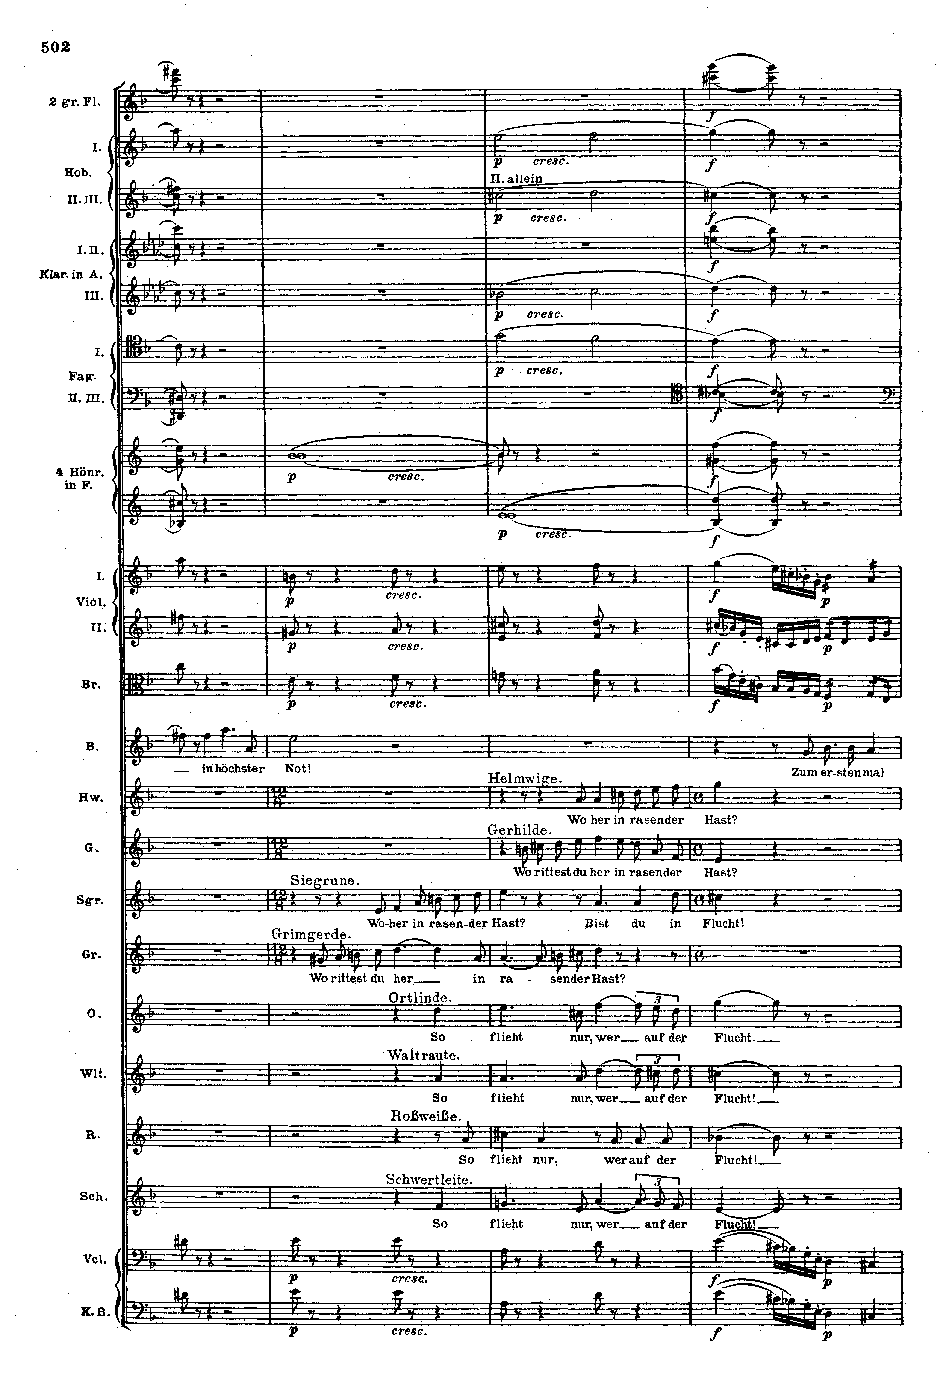 502
2 gr. Fl.
f
I.
p cresc. f
Hob.
II. allein
II. III.
p cresc. f
I. II.
f
Klar. in A.
III.
p cresc. f
I.
p cresc. f
Fag.
II. III.
f
4 Hönr.
in F.
p cresc. f
p cresc. f
I.
p cresc. f p
Viol.
II.
p cresc. f p
Br.
p cresc. f p
B.
in höchster Not! Zum er-sten mal
Helmwige.
Hw.
Wo her in rasender Hast?
Gerhilde.
G.
Wo rittest du her in rasender Hast?
Siegrune.
Sgr.
Wo-her in rasen-der Hast? Bist du in Flucht!
Grimgerde.
Gr.
Wo rittest du her in ra - sender Hast?
Ortlinde.
O.
3
So flieht nur, wer auf der Flucht.
Waltraute.
Wlt.
3
So flieht nur, wer auf der Flucht!
Roßweiße.
R.
So flieht nur, wer auf der Flucht!
Schwertleite.
Sch.
3
So flieht nur, wer auf der Flucht!
Vcl.
p cresc. f p
K.B.
p cresc. f p